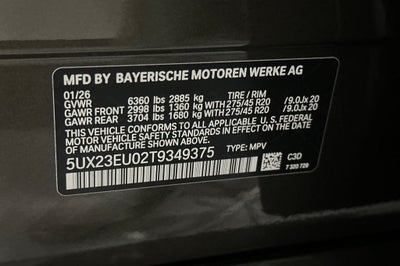 MFD BY BAYERISCHE MOTOREN WERKE AG
01/26 TIRE / RIM
GVWR 6360 lbs 2885 kg
GAWR FRONT 2998 lbs 1360 kg 275/45 R20 / 9.0Jx 20
GAWR REAR 3704 lbs 1680 kg 275/45 R20 / 9.0Jx 20
THIS VEHICLE CONFORMS TO ALL APPLICABLE U.S. FEDERAL
MOTOR VEHICLE SAFETY STANDARDS IN EFFECT ON THE
DATE OF MANUFACTURE SHOWN ABOVE.
5UX23EU02T9349375 TYPE: MPV C3D
7 320 729